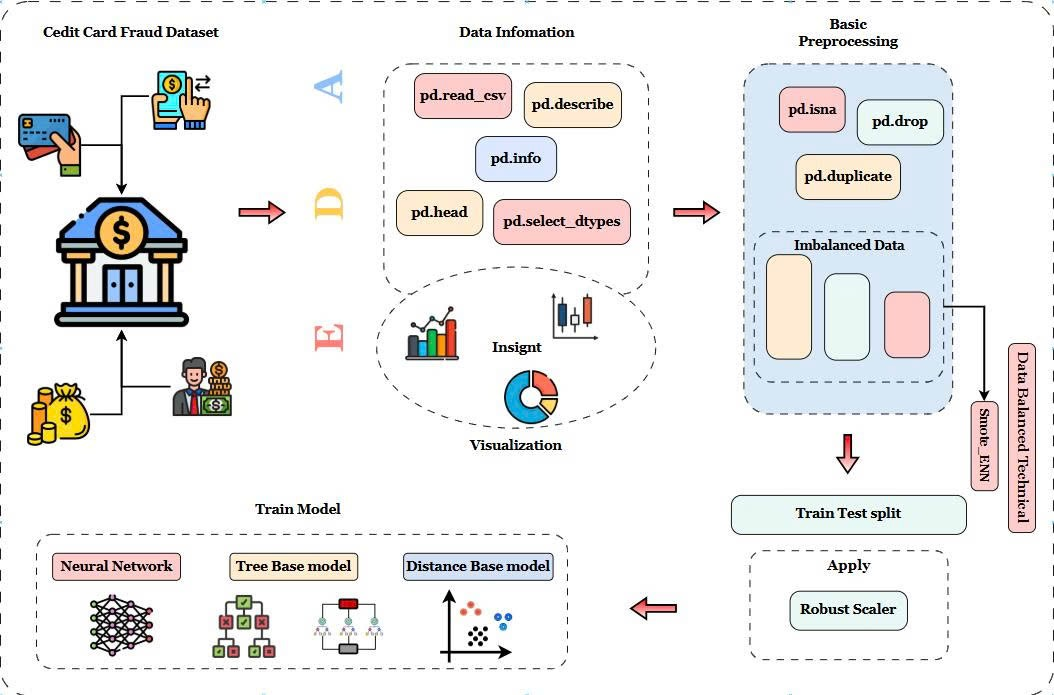 Cedit Card Fraud Dataset
Data Infomation
Basic
Preprocessing
A
D
E
pd.read_csv
pd.describe
pd.info
pd.head
pd.select_dtypes
Insignt
Visualization
pd.isna
pd.drop
pd.duplicate
Imbalanced Data
Smote_ENN
Data Balanced Technical
Train Test split
Apply
Robust Scaler
Train Model
Neural Network
Tree Base model
Distance Base model